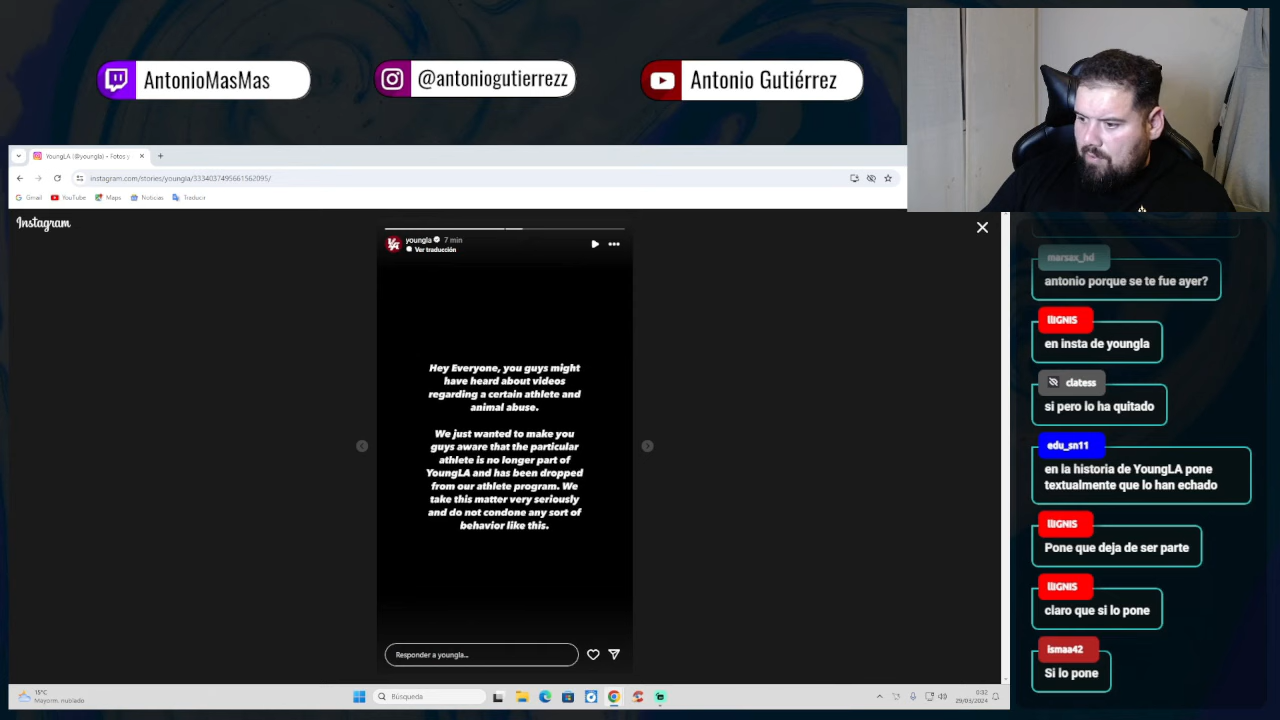 AntonioMasMas
@antoniogutierrezz
Antonio Gutiérrez
YoungLA (@youngla) • Fotos y
instagram.com/stories/youngla/3334037495661562095/
Gmail
YouTube
Maps
Noticias
Traducir
Instagram
youngla
7 min
Ver traducción
Hey Everyone, you guys might
have heard about videos
regarding a certain athlete and
animal abuse.
We just wanted to make you
guys aware that the particular
athlete is no longer part of
YoungLA and has been dropped
from our athlete program. We
take this matter very seriously
and do not condone any sort of
behavior like this.
Responder a youngla...
marsax_hd
antonio porque se te fue ayer?
en insta de youngla
clatess
si pero lo ha quitado
edu_sn11
en la historia de YoungLA pone
textualmente que lo han echado
Pone que deja de ser parte
claro que si lo pone
ismaa42
Si lo pone
15°C
Mayorm. nublado
Búsqueda
0:32
29/03/2024